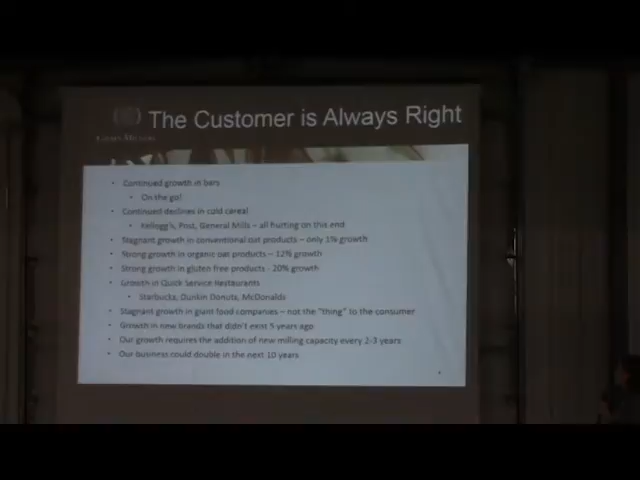 The Customer is Always Right
• Continued growth in bars
• On the go!
• Continued declines in cold cereal
• Kellogg's, Post, General Mills – all hurting on this end
• Stagnant growth in conventional oat products – only 1% growth
• Strong growth in organic oat products – 12% growth
• Strong growth in gluten free products - 20% growth
• Growth in Quick Service Restaurants
• Starbucks, Dunkin Donuts, McDonalds
• Stagnant growth in giant food companies – not the "thing" to the consumer
• Growth in new brands that didn't exist 5 years ago
• Our growth requires the addition of new milling capacity every 2-3 years
• Our business could double in the next 10 years